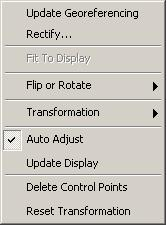 Update Georeferencing
Rectify...
Fit To Display
Flip or Rotate
Transformation
Auto Adjust
Update Display
Delete Control Points
Reset Transformation